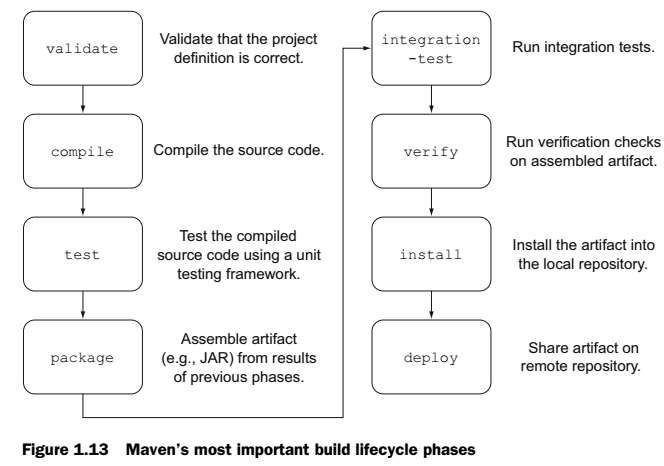 validate
Validate that the project
definition is correct.
compile
Compile the source code.
test
Test the compiled
source code using a unit
testing framework.
package
Assemble artifact
(e.g., JAR) from results
of previous phases.
integration
-test
Run integration tests.
verify
Run verification checks
on assembled artifact.
install
Install the artifact into
the local repository.
deploy
Share artifact on
remote repository.
Figure 1.13 Maven's most important build lifecycle phases